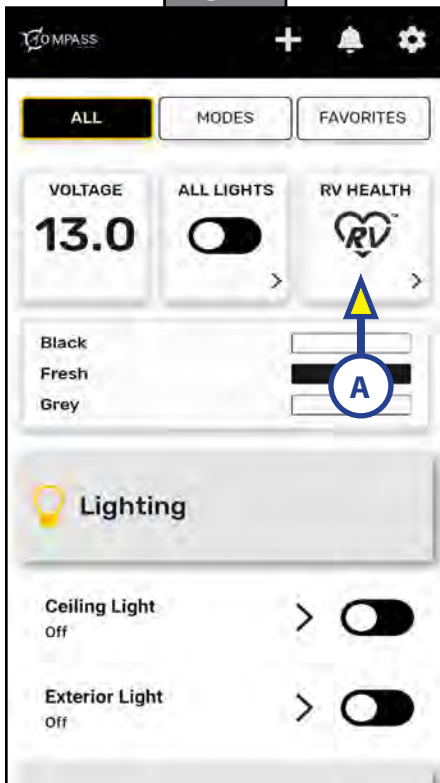 COMPASS
ALL MODES FAVORITES
VOLTAGE ALL LIGHTS RV HEALTH
13.0 RV™
Black
Fresh A
Grey
Lighting
Ceiling Light
Off
Exterior Light
Off